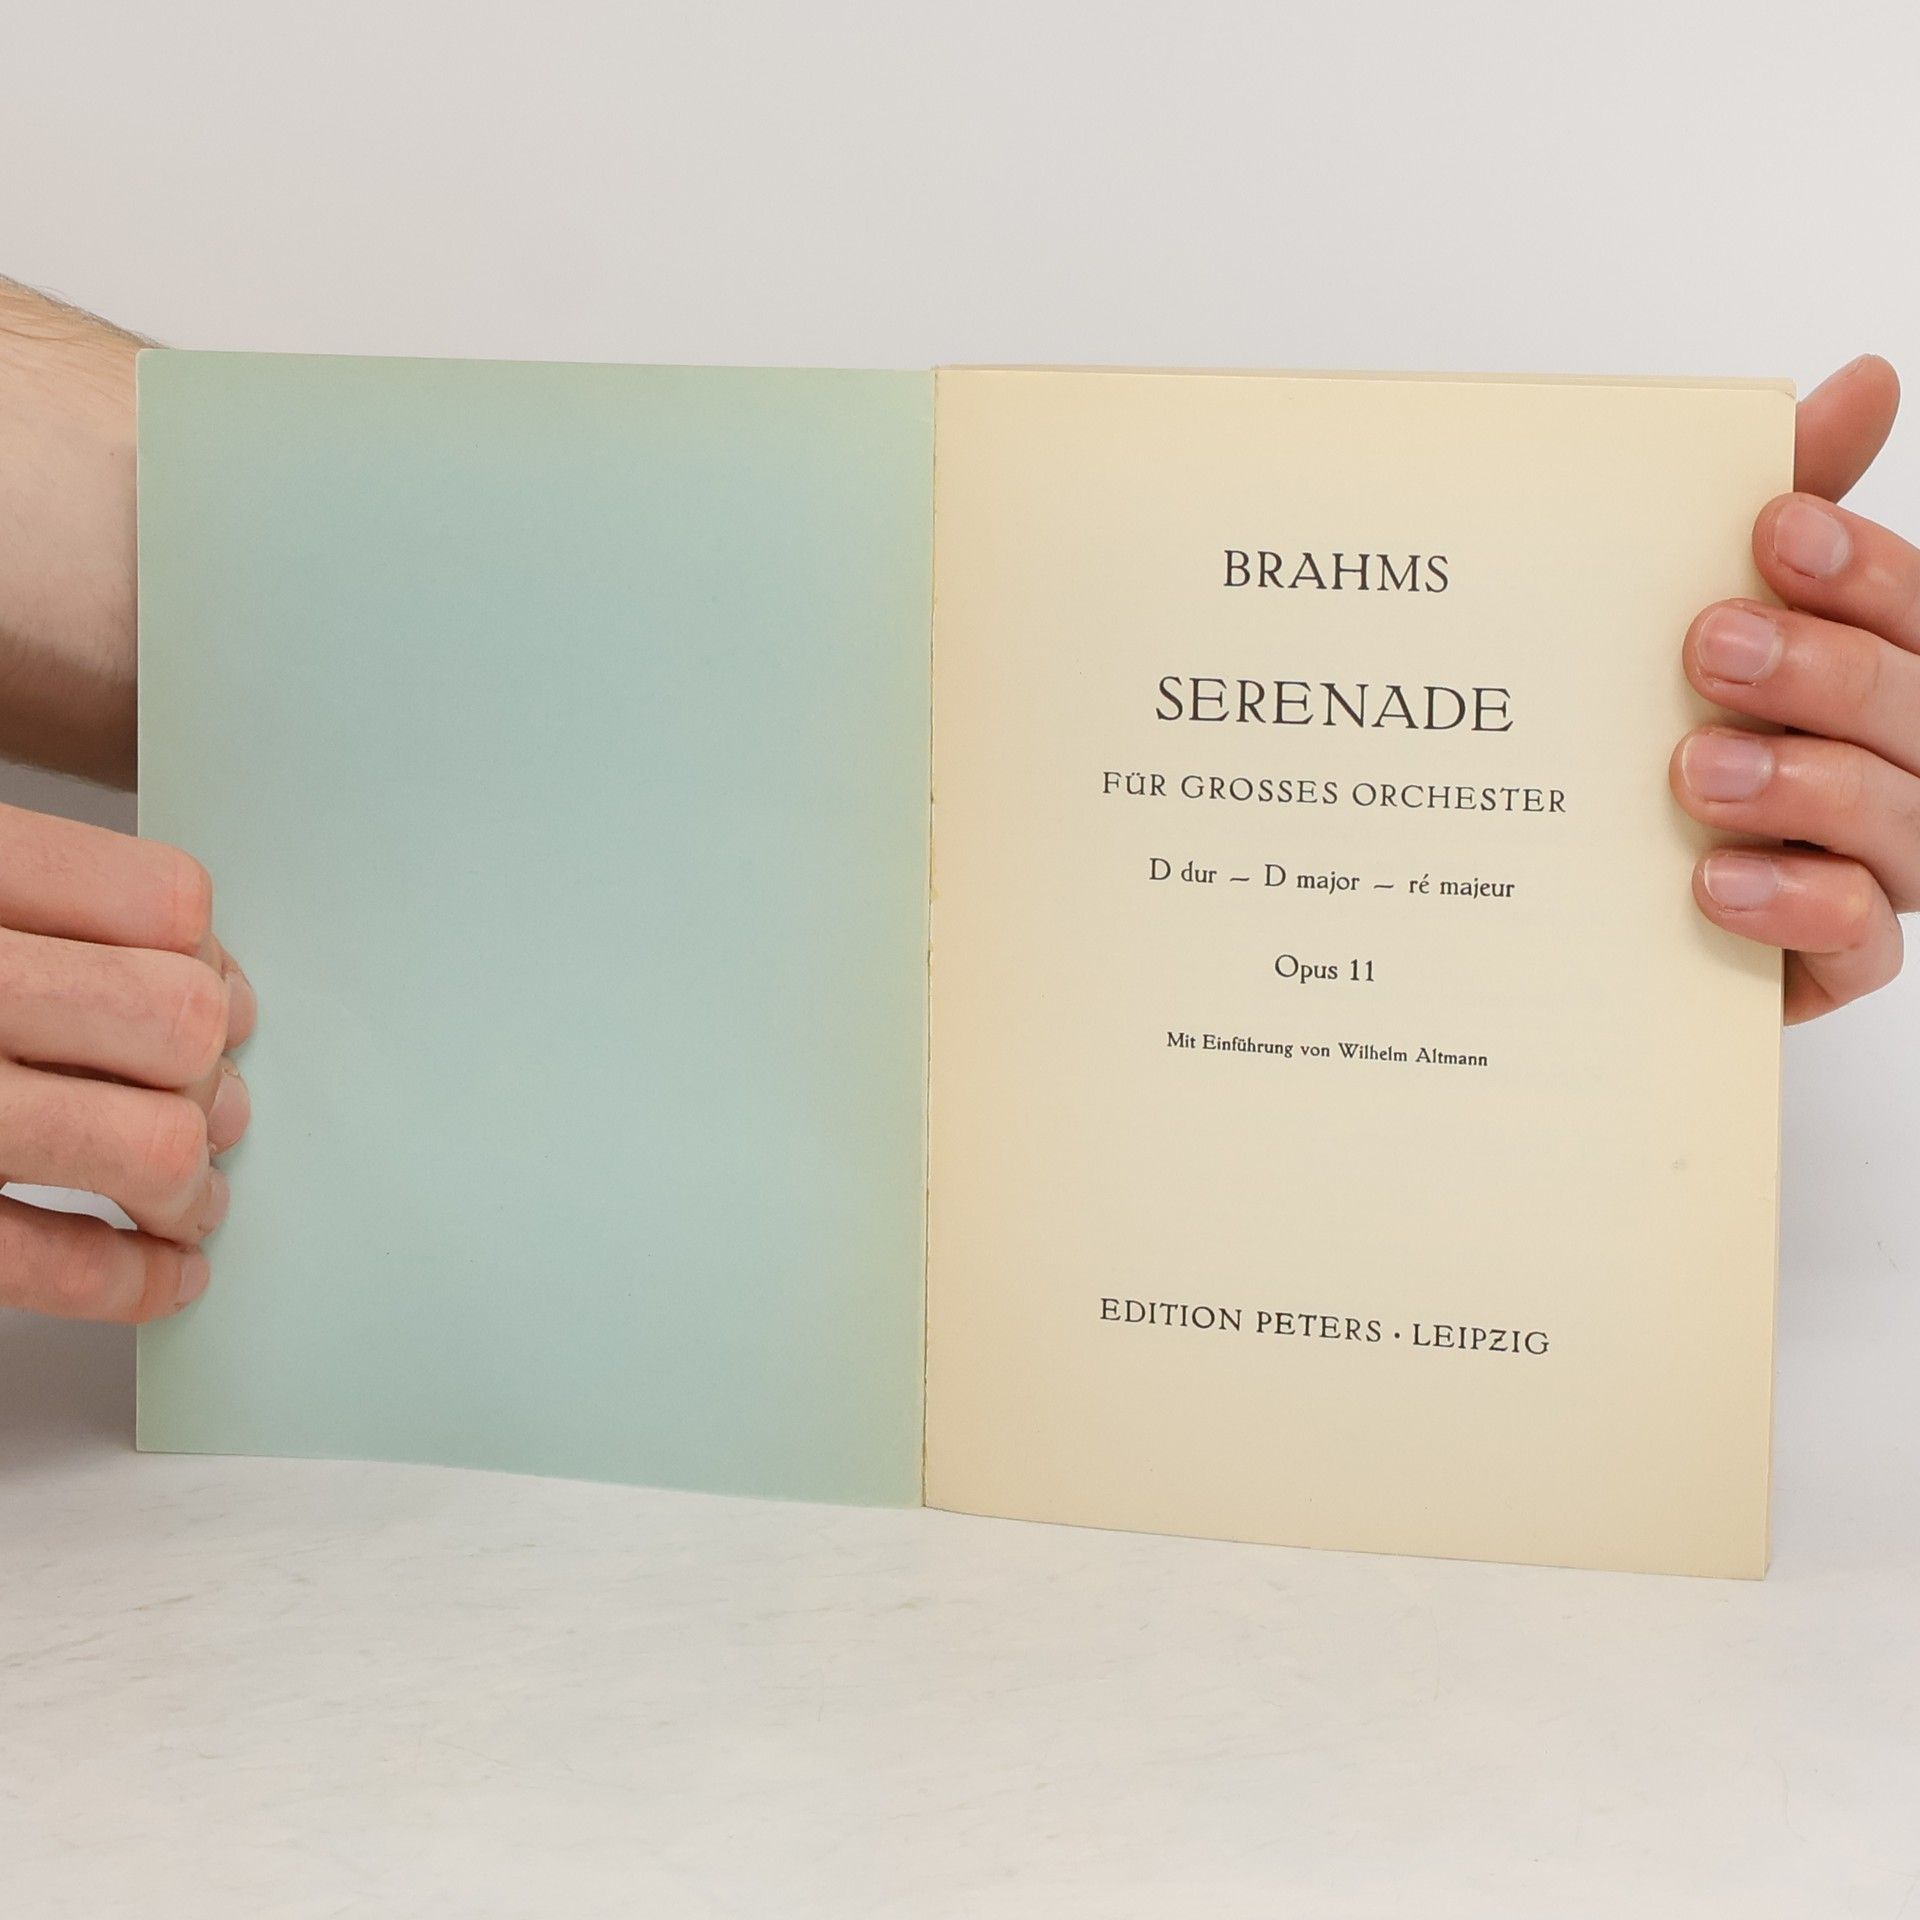 BRAHMS
SERENADE
FÜR GROSSES ORCHESTER
D dur – D major – ré majeur
Opus 11
Mit Einführung von Wilhelm Altmann
EDITION PETERS · LEIPZIG